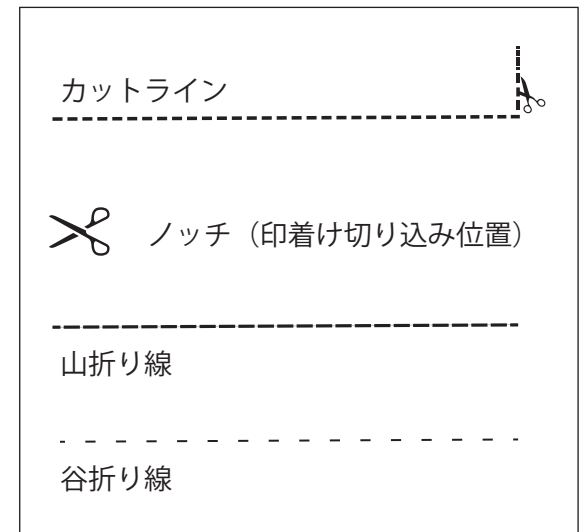 カットライン
ノッチ（印着け切り込み位置）
山折り線
谷折り線